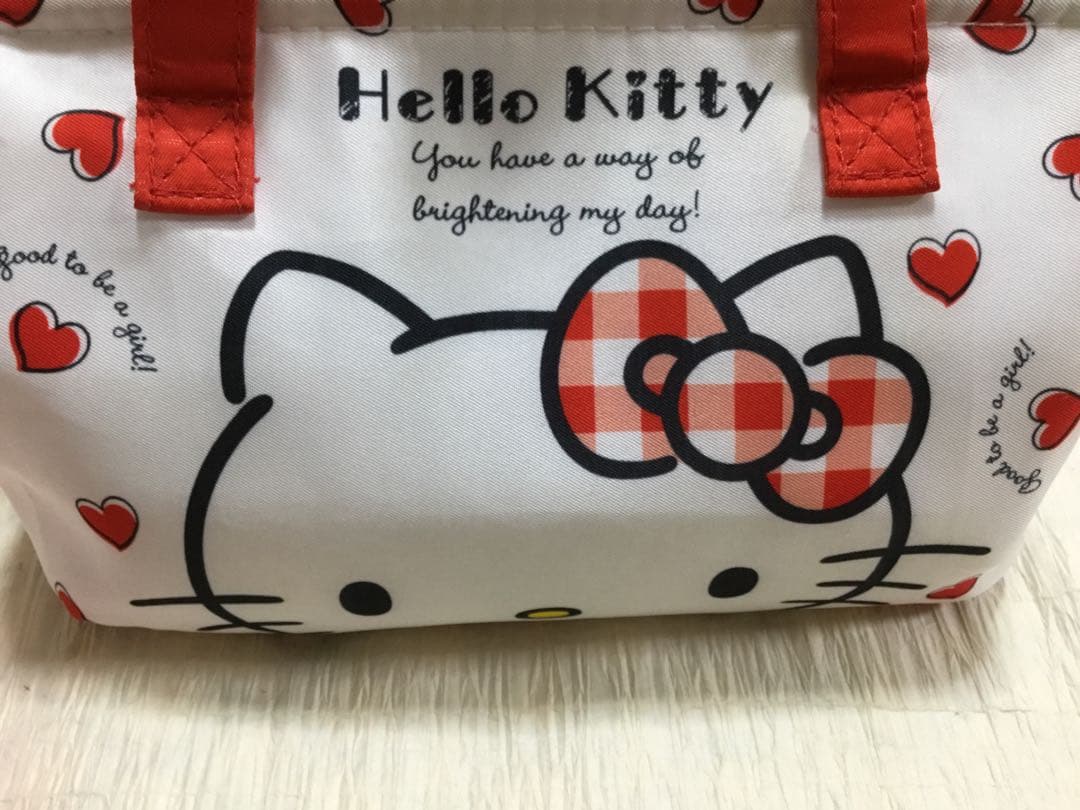 Hello Kitty
You have a way of
brightening my day!
good to be a girl!
Good to be a girl!